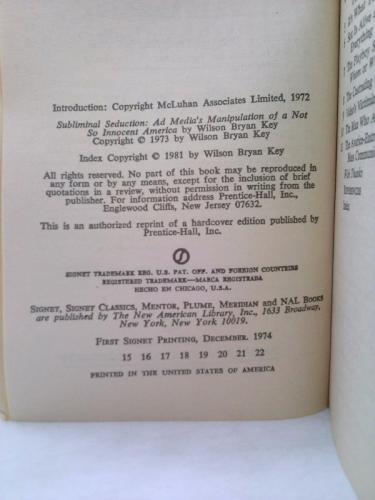 Introduction: Copyright McLuhan Associates Limited, 1972
Subliminal Seduction: Ad Media's Manipulation of a Not
So Innocent America by Wilson Bryan Key
Copyright © 1973 by Wilson Bryan Key
Index Copyright © 1981 by Wilson Bryan Key
All rights reserved. No part of this book may be reproduced in
any form or by any means, except for the inclusion of brief
quotations in a review, without permission in writing from the
publisher. For information address Prentice-Hall, Inc.,
Englewood Cliffs, New Jersey 07632.
This is an authorized reprint of a hardcover edition published by
Prentice-Hall, Inc.
SIGNET TRADEMARK REG. U.S. PAT. OFF. AND FOREIGN COUNTRIES
REGISTERED TRADEMARK—MARCA REGISTRADA
HECHO EN CHICAGO, U.S.A.
SIGNET, SIGNET CLASSICS, MENTOR, PLUME, MERIDIAN and NAL BOOKS
are published by The New American Library, Inc., 1633 Broadway,
New York, New York 10019.
FIRST SIGNET PRINTING, DECEMBER, 1974
15 16 17 18 19 20 21 22
PRINTED IN THE UNITED STATES OF AMERICA